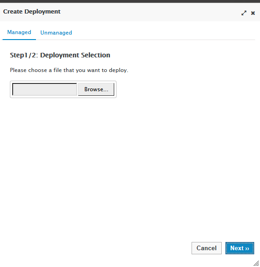 Create Deployment
Managed Unmanaged
Step1/2: Deployment Selection
Please choose a file that you want to deploy.
Browse...
Cancel Next ››